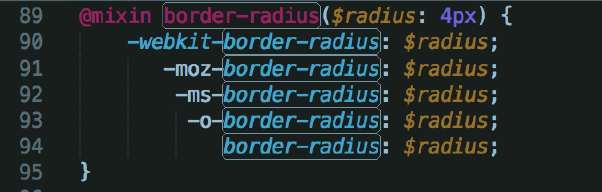 89 @mixin border-radius($radius: 4px) {
90     -webkit-border-radius: $radius;
91        -moz-border-radius: $radius;
92         -ms-border-radius: $radius;
93          -o-border-radius: $radius;
94             border-radius: $radius;
95 }